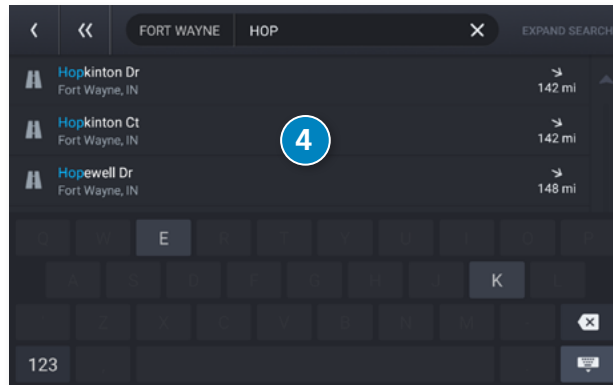 FORT WAYNE HOP EXPAND SEARCH
Hopkinton Dr
Fort Wayne, IN
142 mi
Hopkinton Ct
Fort Wayne, IN
142 mi
4
Hopewell Dr
Fort Wayne, IN
148 mi
Q W E R T Y U I O P
A S D F G H J K L
Z X C V B N M
123